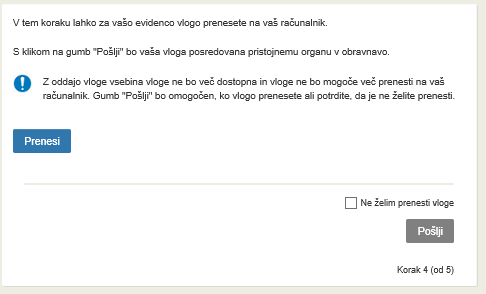 V tem koraku lahko za vašo evidenco vlogo prenesete na vaš računalnik.
S klikom na gumb "Pošlji" bo vaša vloga posredovana pristojnemu organu v obravnavo.
Z oddajo vloge vsebina vloge ne bo več dostopna in vloge ne bo mogoče več prenesti na vaš
računalnik. Gumb "Pošlji" bo omogočen, ko vlogo prenesete ali potrdite, da je ne želite prenesti.
Prenesi
Ne želim prenesti vloge
Pošlji
Korak 4 (od 5)